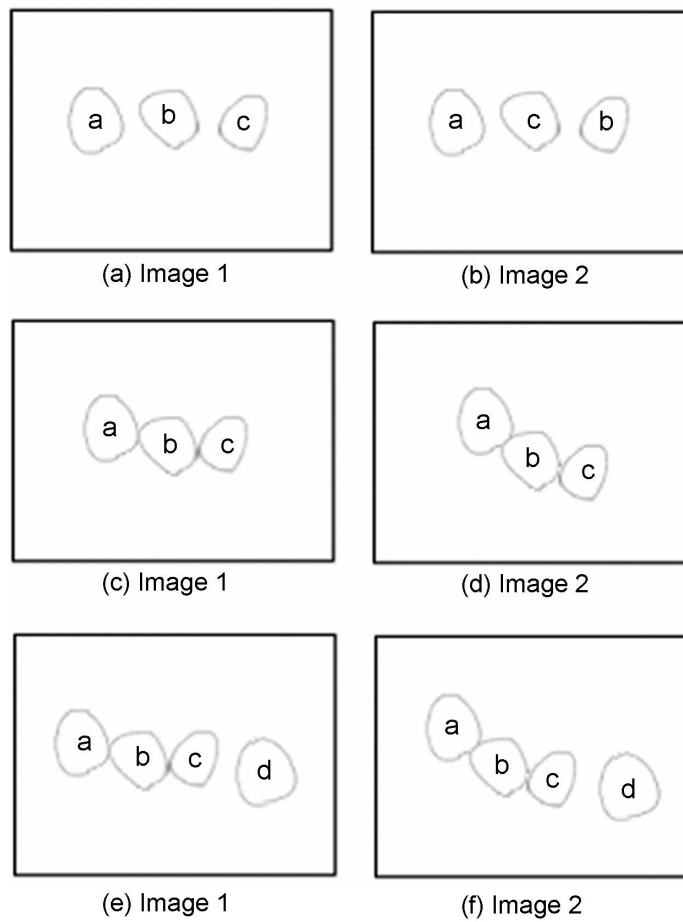 a b c
a c b
(a) Image 1
(b) Image 2
a b c
a b c
(c) Image 1
(d) Image 2
a b c d
a b c d
(e) Image 1
(f) Image 2